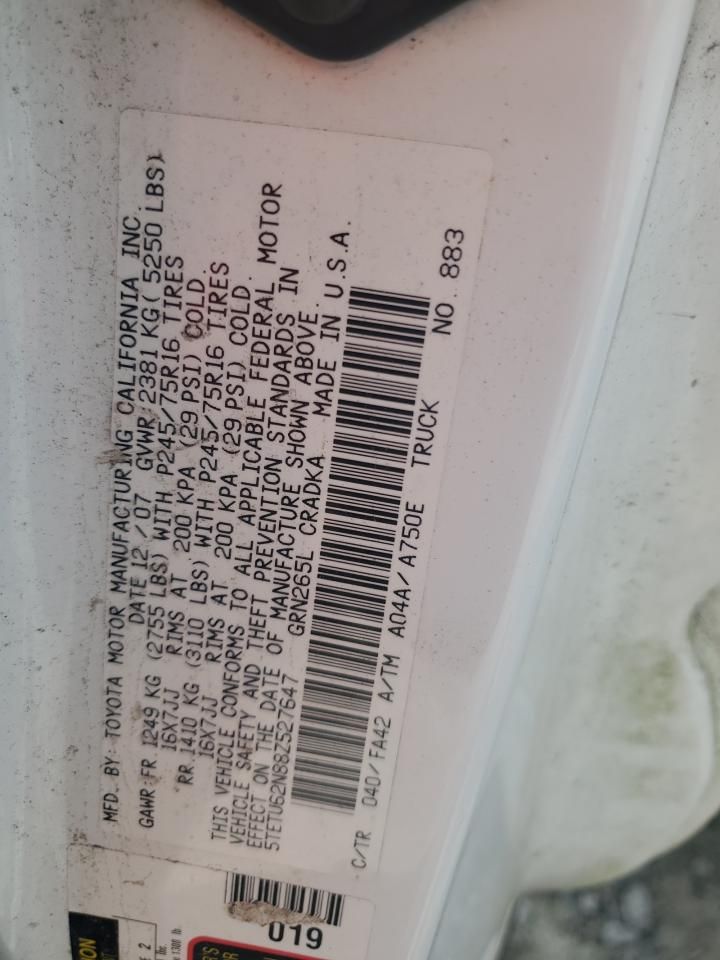 MFD. BY: TOYOTA MOTOR MANUFACTURING CALIFORNIA INC.
DATE 12 / 07 GVWR 2381 KG( 5250 LBS)
GAWR:FR. 1249 KG (2755 LBS) WITH P245/75R16 TIRES
16X7JJ RIMS AT 200 KPA (29 PSI) COLD.
RR. 1410 KG (3110 LBS) WITH P245/75R16 TIRES
16X7JJ RIMS AT 200 KPA (29 PSI) COLD.
THIS VEHICLE CONFORMS TO ALL APPLICABLE FEDERAL MOTOR
VEHICLE SAFETY AND THEFT PREVENTION STANDARDS IN
EFFECT ON THE DATE OF MANUFACTURE SHOWN ABOVE.
5TETU62N88Z527647 GRN265L CRADKA MADE IN U.S.A.
C/TR 040/FA42 A/TM A04A/A750E TRUCK NO. 883
019